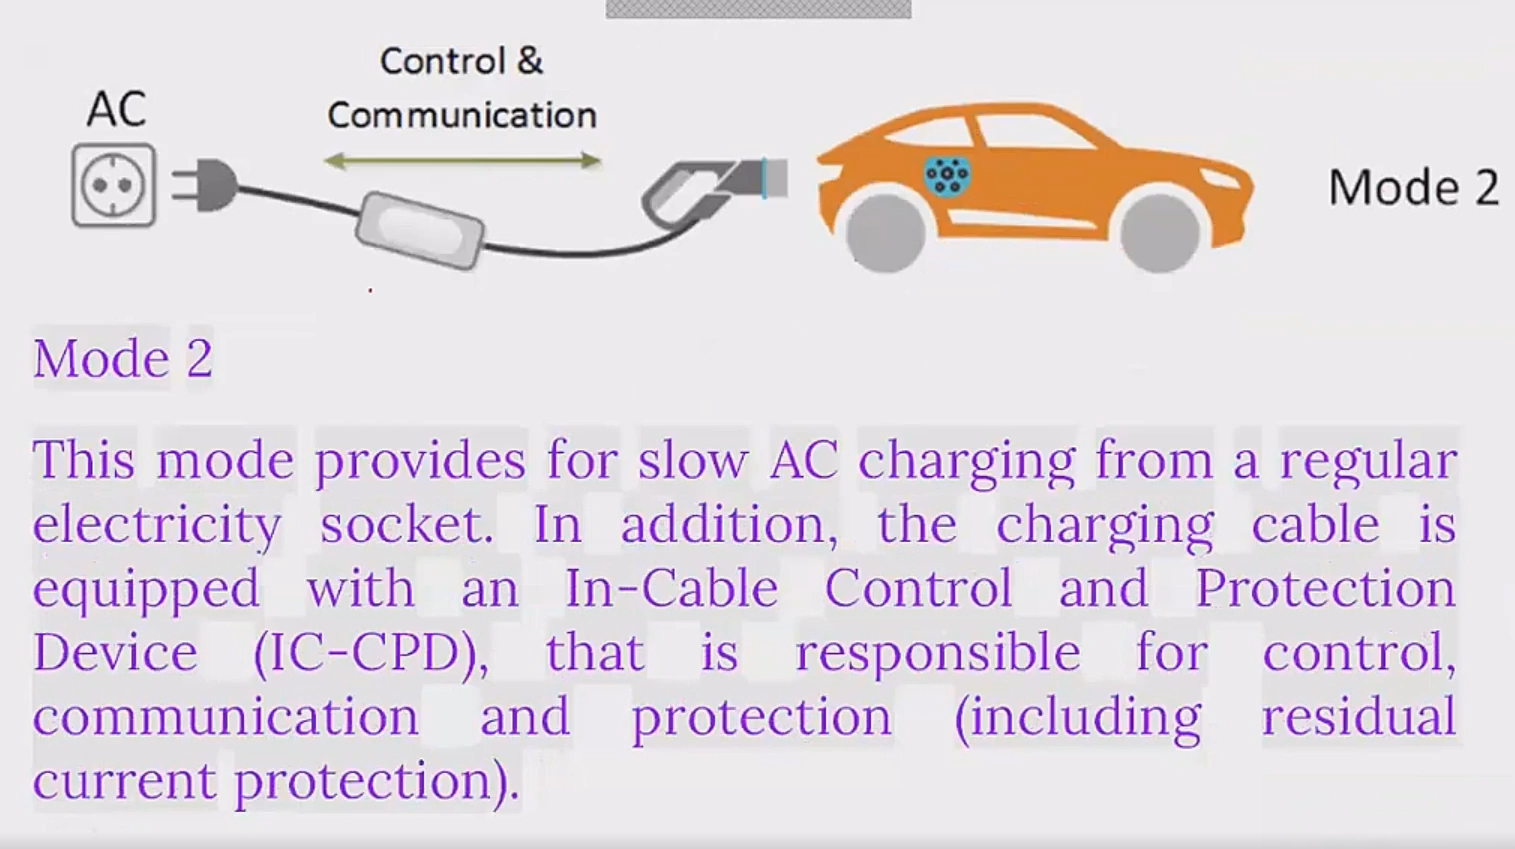 Control &
Communication
AC
Mode 2
Mode 2
This mode provides for slow AC charging from a regular
electricity socket. In addition, the charging cable is
equipped with an In-Cable Control and Protection
Device (IC-CPD), that is responsible for control,
communication and protection (including residual
current protection).